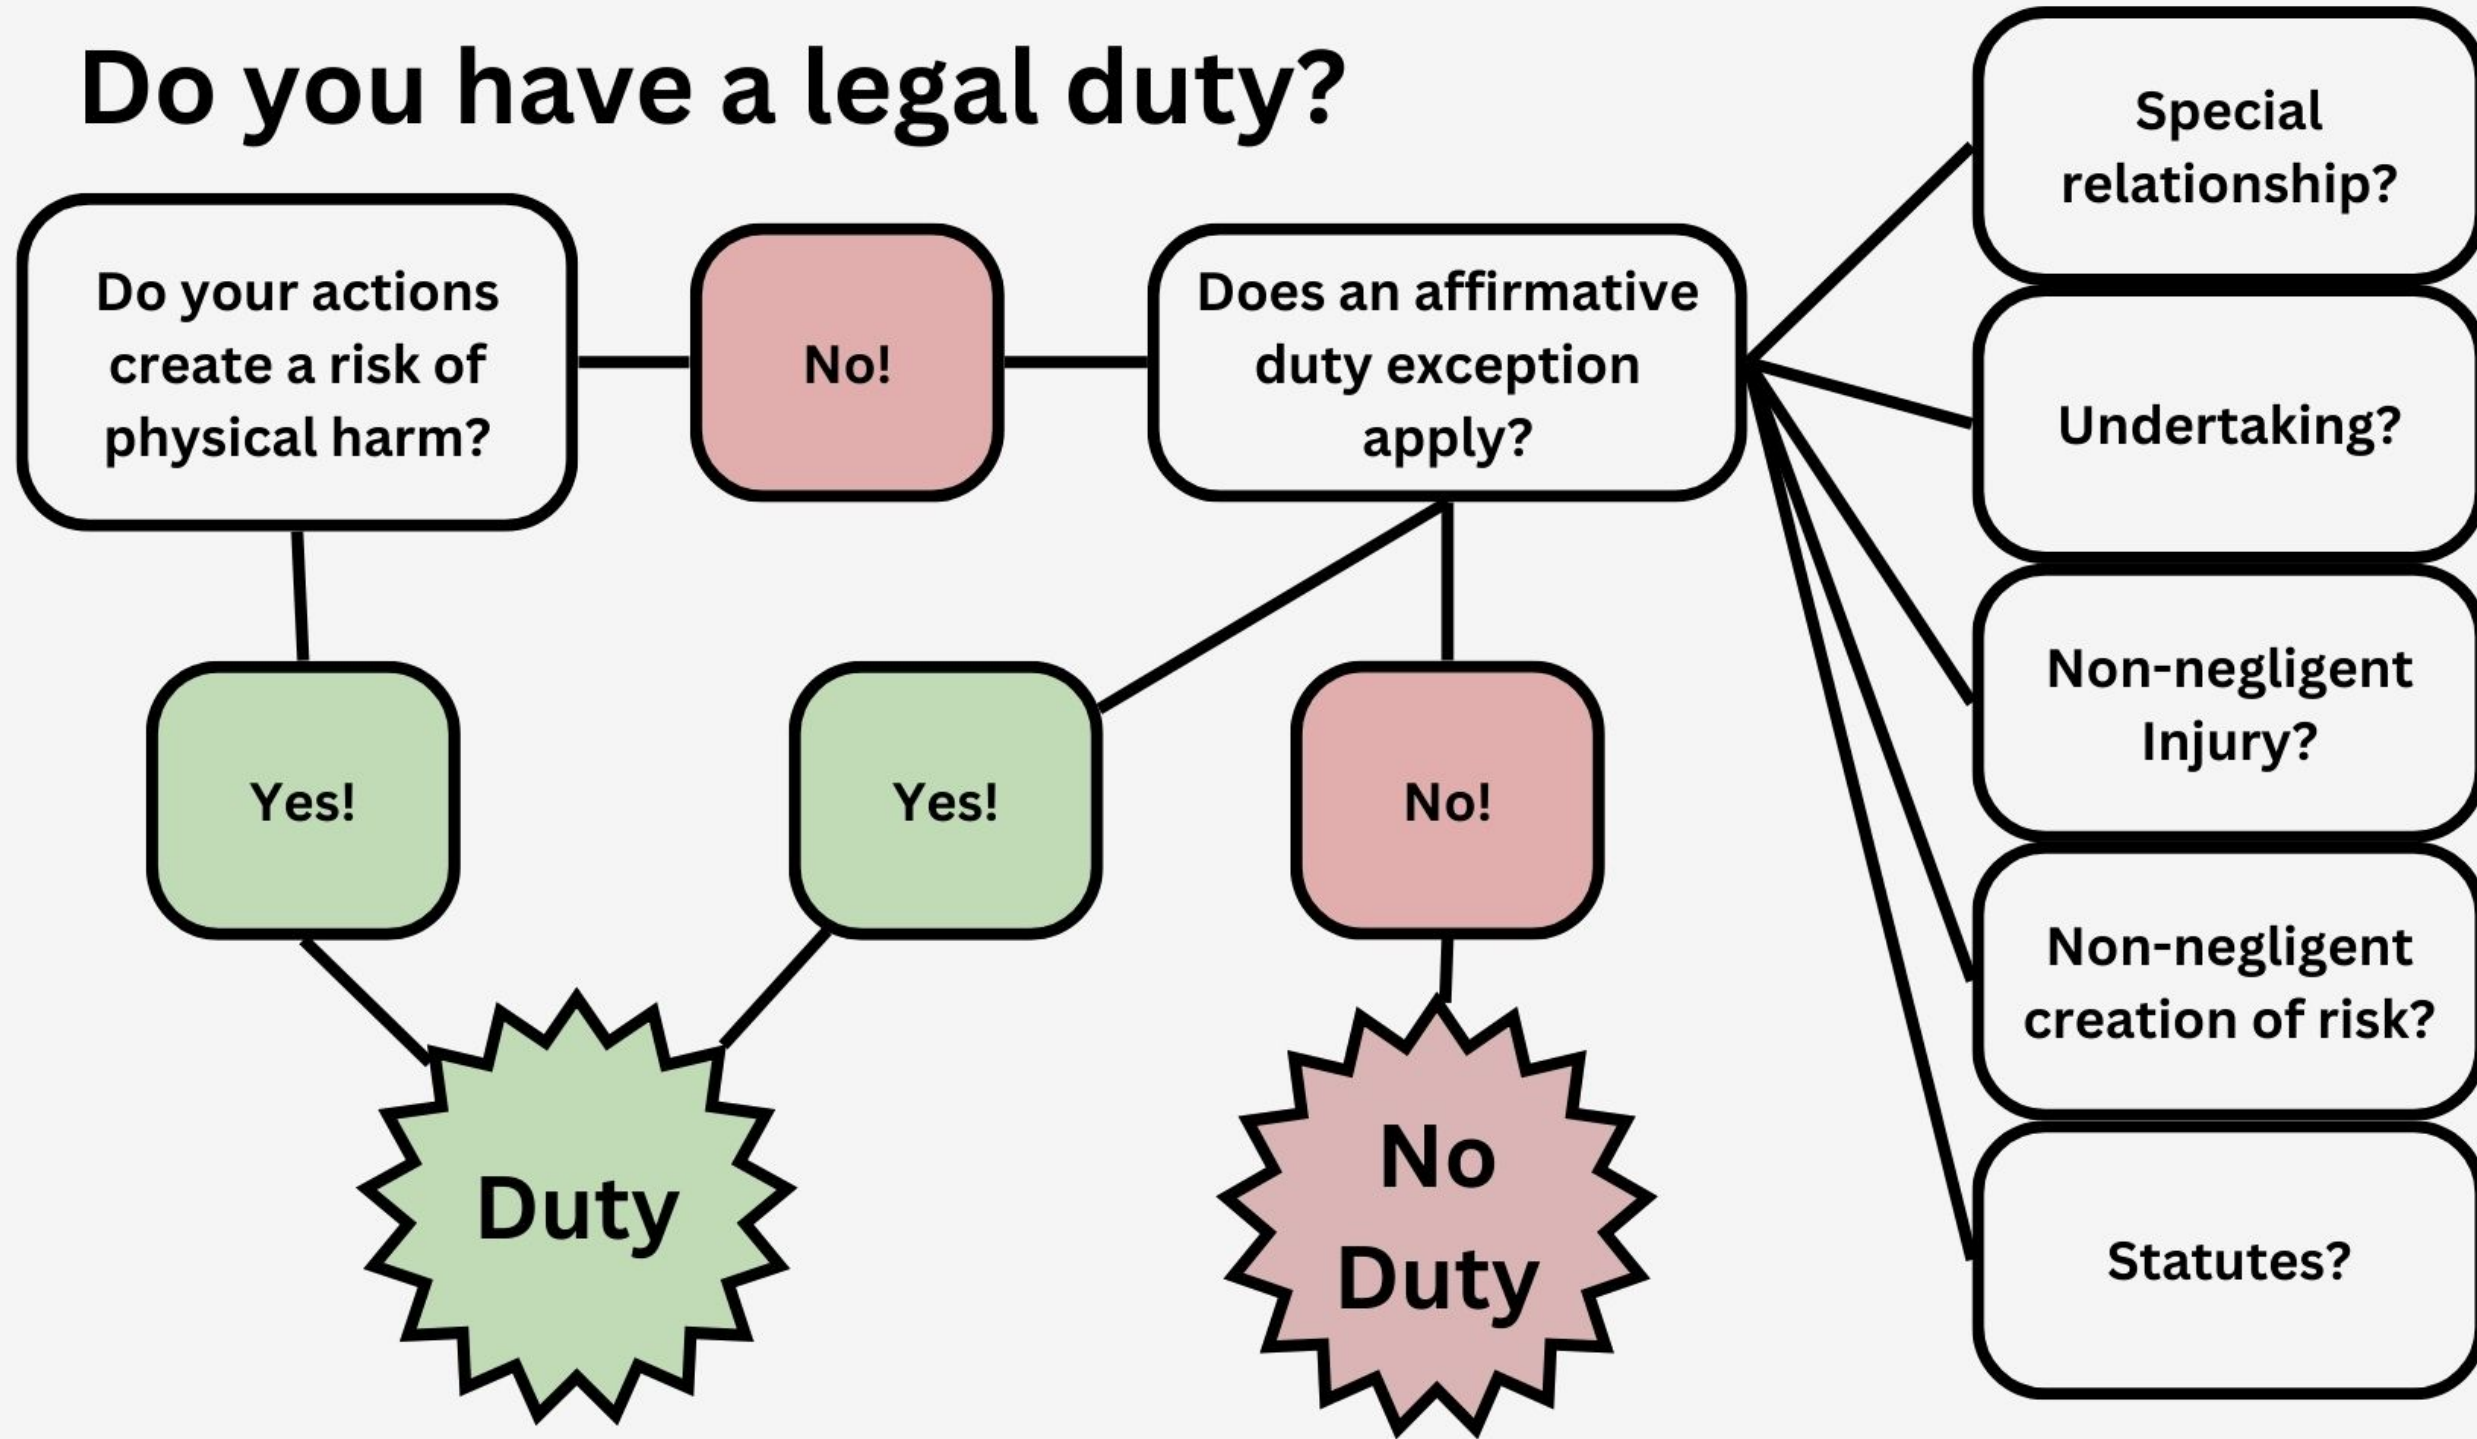 Do you have a legal duty?
Do your actions
create a risk of
physical harm?
No!
Does an affirmative
duty exception
apply?
Special
relationship?
Undertaking?
Non-negligent
Injury?
Non-negligent
creation of risk?
Statutes?
Yes!
Yes!
No!
Duty
No
Duty